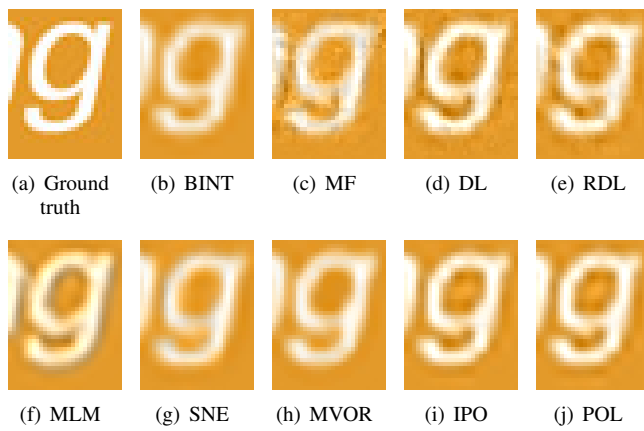 g g g g g
(a) Ground truth (b) BINT (c) MF (d) DL (e) RDL
g g g g g
(f) MLM (g) SNE (h) MVOR (i) IPO (j) POL